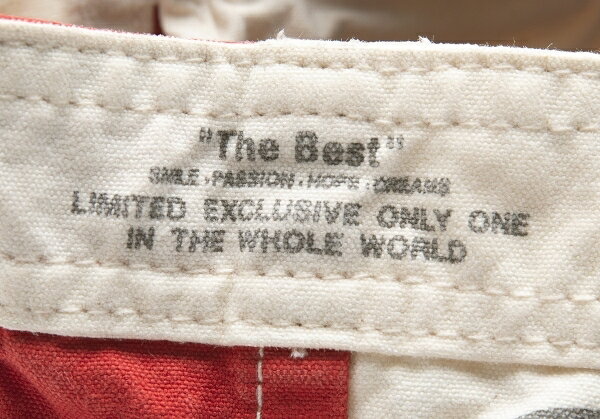 "The Best"
SMILE · PASSION · HOPE · DREAMS
LIMITED EXCLUSIVE ONLY ONE
IN THE WHOLE WORLD